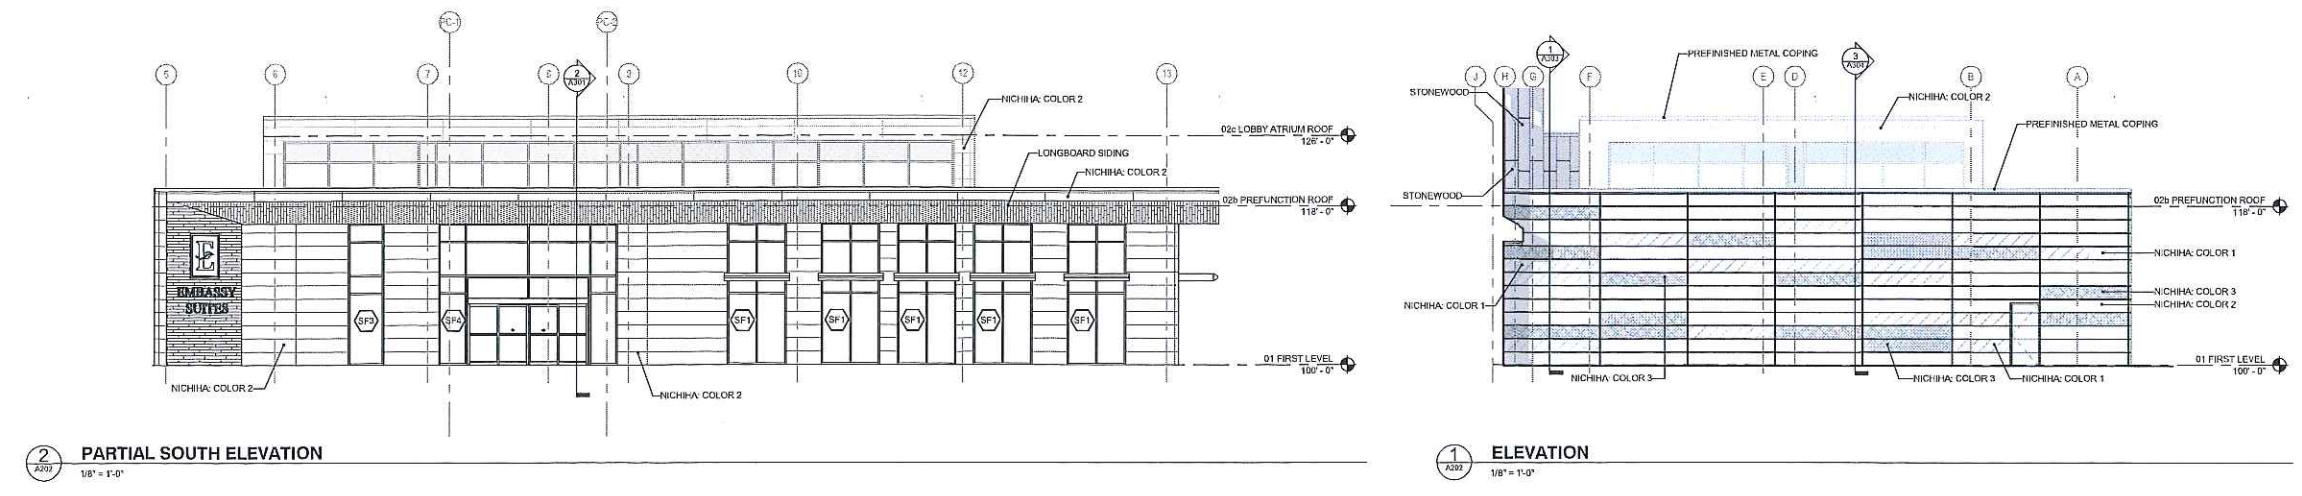 PC-1
PC-2
5
6
7
8
2
A301
9
10
12
13
NICHIHA: COLOR 2
02c LOBBY ATRIUM ROOF
126' - 0"
LONGBOARD SIDING
NICHIHA: COLOR 2
02b PREFUNCTION ROOF
118' - 0"
E
EMBASSY
SUITES
SF3
SF4
SF1
SF1
SF1
SF1
SF1
01 FIRST LEVEL
100' - 0"
NICHIHA: COLOR 2
NICHIHA: COLOR 2
2
A202
PARTIAL SOUTH ELEVATION
1/8" = 1'-0"
1
A303
PREFINISHED METAL COPING
3
A304
J
H
G
F
E
D
B
A
STONEWOOD
NICHIHA: COLOR 2
PREFINISHED METAL COPING
STONEWOOD
02b PREFUNCTION ROOF
118' - 0"
NICHIHA: COLOR 1
NICHIHA: COLOR 3
NICHIHA: COLOR 2
NICHIHA: COLOR 1
01 FIRST LEVEL
100' - 0"
NICHIHA: COLOR 3
NICHIHA: COLOR 3
NICHIHA: COLOR 1
1
A202
ELEVATION
1/8" = 1'-0"